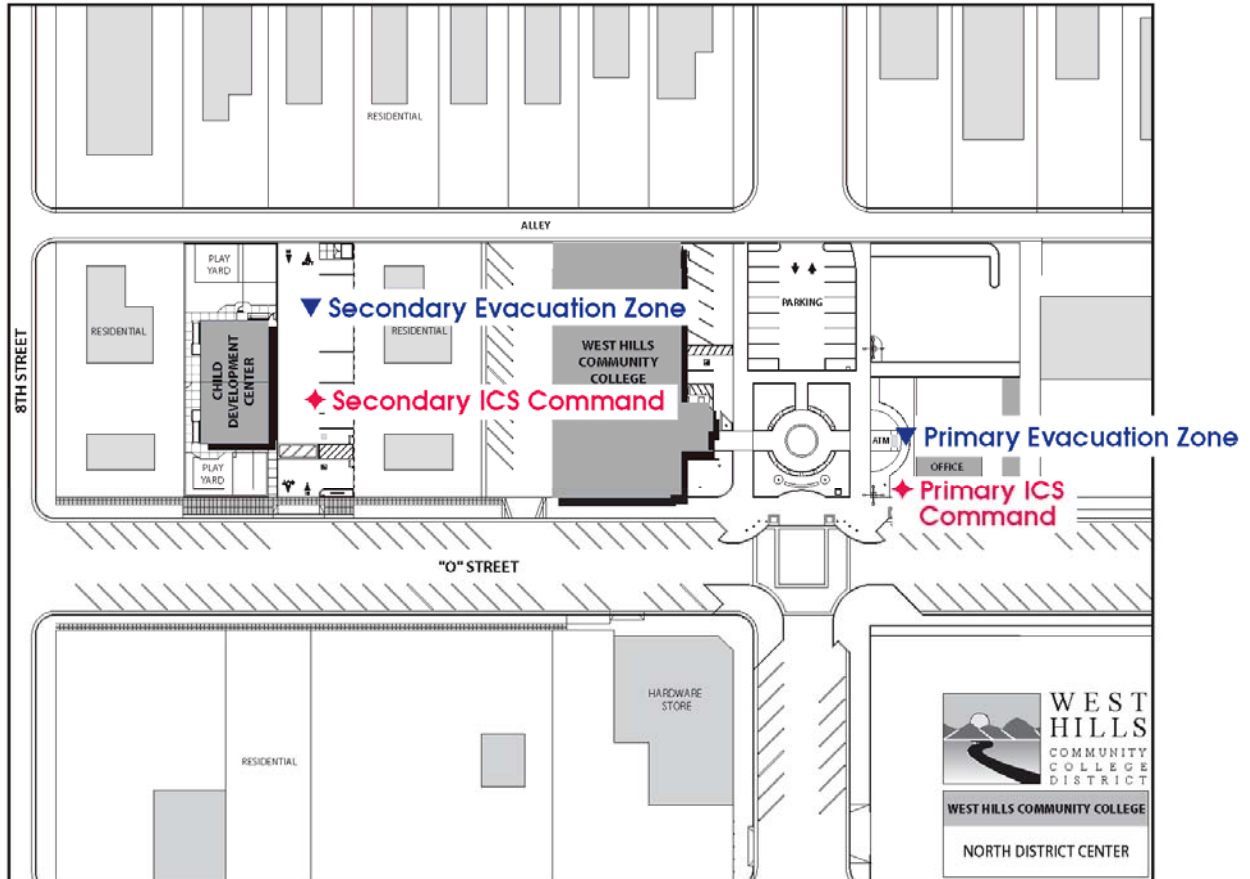 RESIDENTIAL
ALLEY
PLAY
YARD
PARKING
▼ Secondary Evacuation Zone
RESIDENTIAL
RESIDENTIAL
8TH STREET
CHILD
DEVELOPMENT
CENTER
WEST HILLS
COMMUNITY
COLLEGE
✦ Secondary ICS Command
ATM
▼ Primary Evacuation Zone
OFFICE
PLAY
YARD
✦ Primary ICS
Command
"O" STREET
HARDWARE
STORE
RESIDENTIAL
WEST
HILLS
COMMUNITY
COLLEGE
DISTRICT
WEST HILLS COMMUNITY COLLEGE
NORTH DISTRICT CENTER